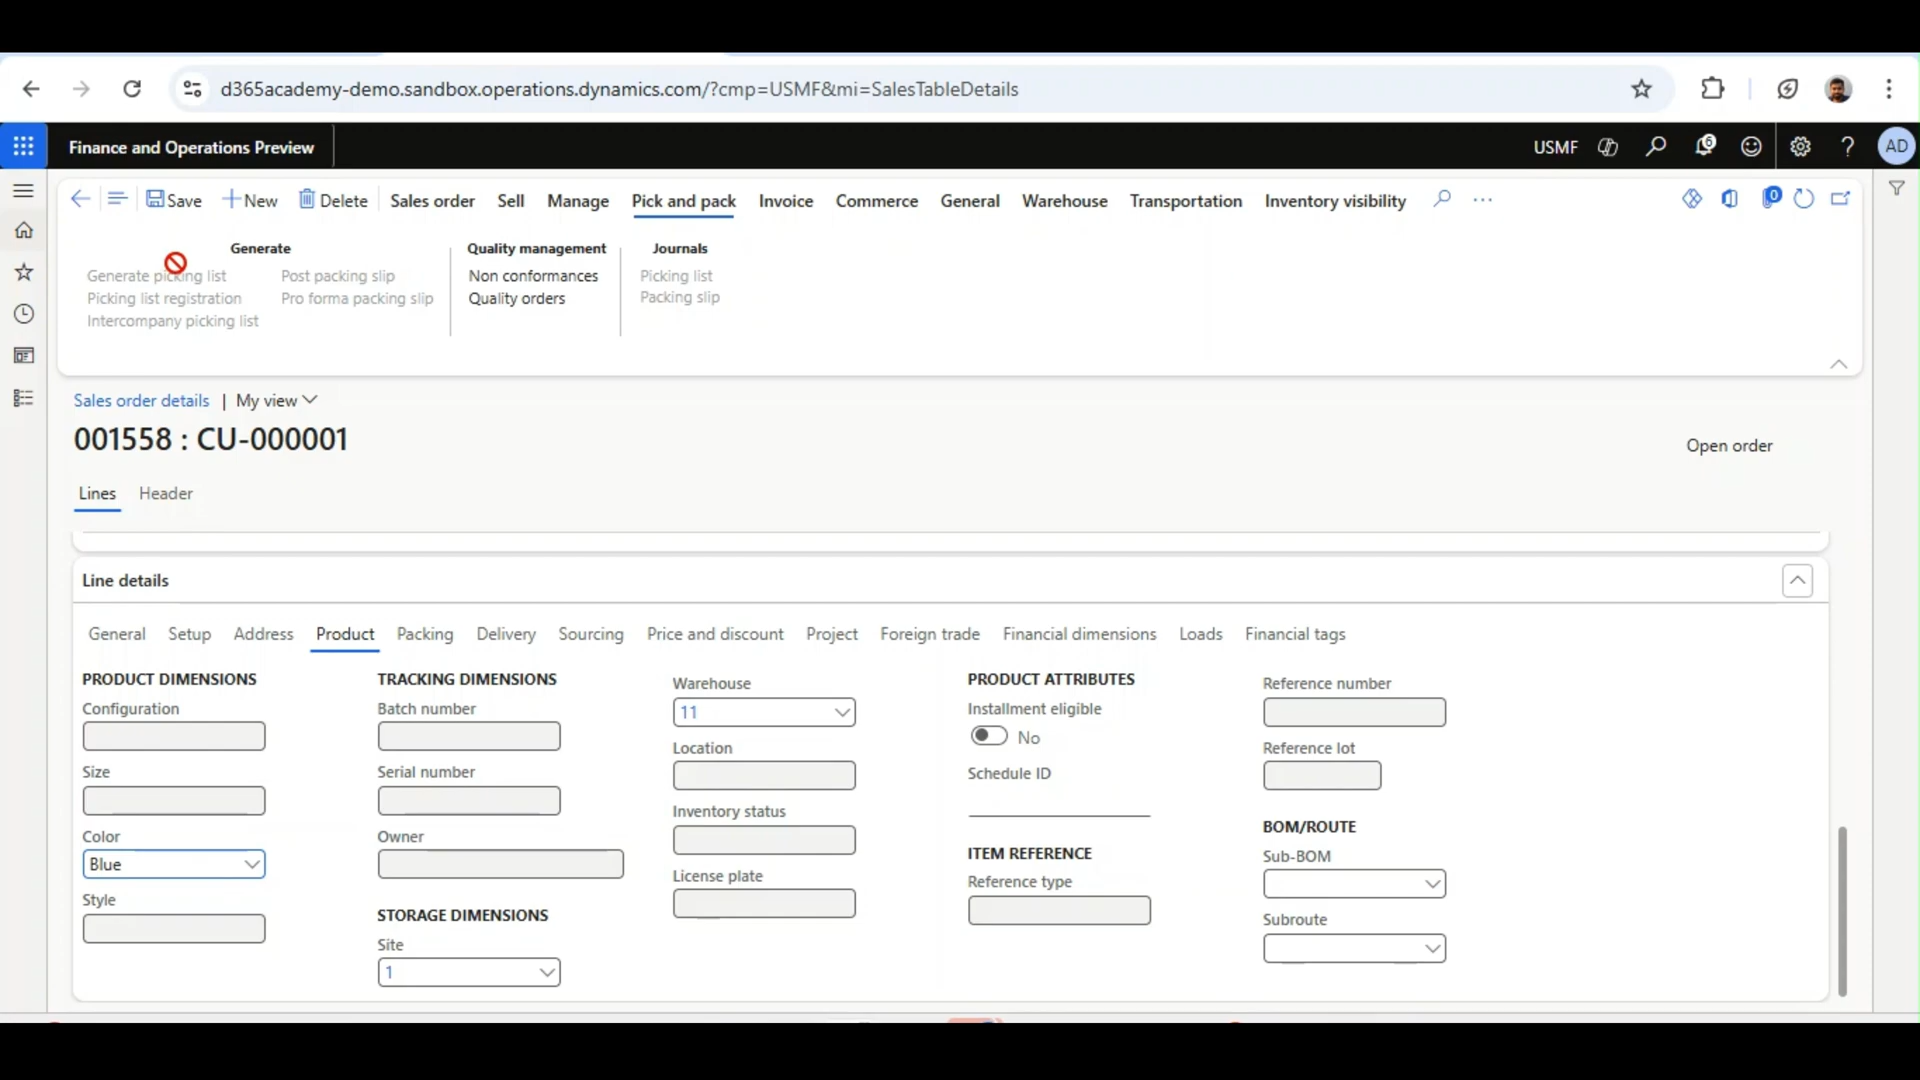 d365academy-demo.sandbox.operations.dynamics.com/?cmp=USMF&mi=SalesTableDetails
Finance and Operations Preview
USMF
6
?
AD
Save
New
Delete
Sales order
Sell
Manage
Pick and pack
Invoice
Commerce
General
Warehouse
Transportation
Inventory visibility
0
Generate
Generate picking list
Picking list registration
Intercompany picking list
Post packing slip
Pro forma packing slip
Quality management
Non conformances
Quality orders
Journals
Picking list
Packing slip
Sales order details | My view
001558 : CU-000001
Open order
Lines
Header
Line details
General
Setup
Address
Product
Packing
Delivery
Sourcing
Price and discount
Project
Foreign trade
Financial dimensions
Loads
Financial tags
PRODUCT DIMENSIONS
Configuration
Size
Color
Blue
Style
TRACKING DIMENSIONS
Batch number
Serial number
Owner
STORAGE DIMENSIONS
Site
1
Warehouse
11
Location
Inventory status
License plate
PRODUCT ATTRIBUTES
Installment eligible
No
Schedule ID
ITEM REFERENCE
Reference type
Reference number
Reference lot
BOM/ROUTE
Sub-BOM
Subroute